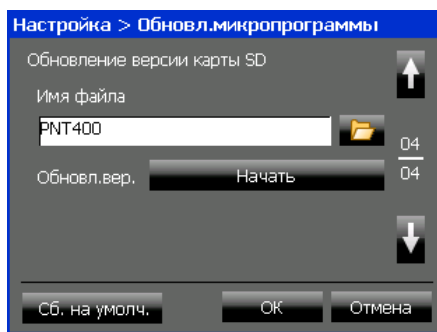 Настройка > Обновл.микропрограммы
Обновление версии карты SD
Имя файла
PNT400
04
Обновл.вер. Начать
04
Сб. на умолч. ОК Отмена